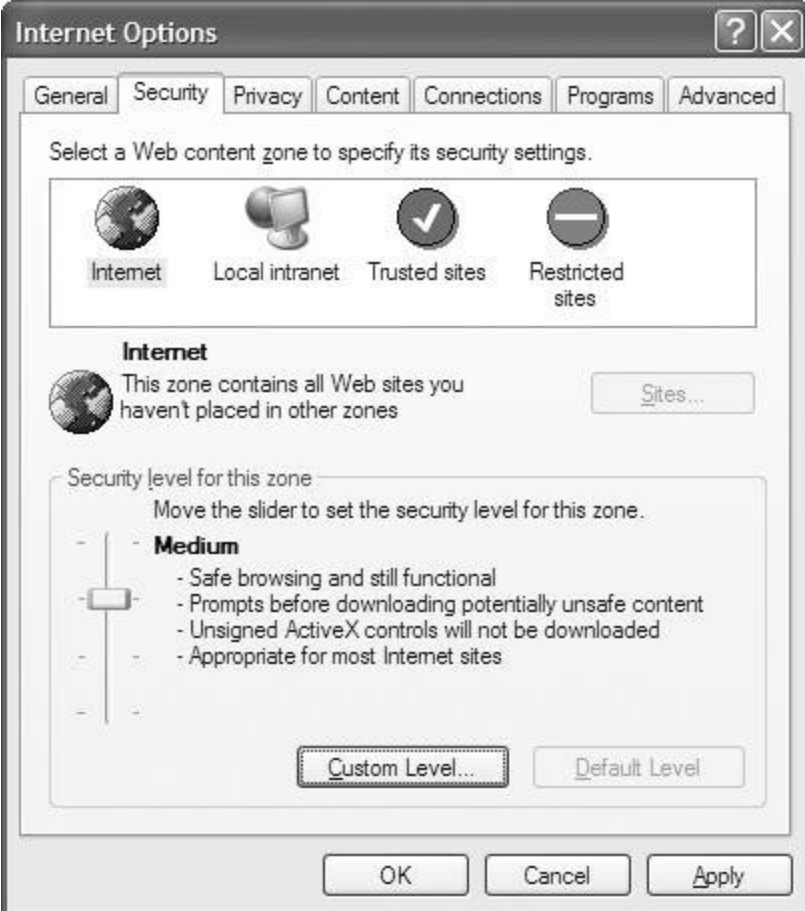 Internet Options
General Security Privacy Content Connections Programs Advanced
Select a Web content zone to specify its security settings.
Internet Local intranet Trusted sites Restricted
sites
Internet
This zone contains all Web sites you
haven't placed in other zones
Sites...
Security level for this zone
Move the slider to set the security level for this zone.
Medium
- Safe browsing and still functional
- Prompts before downloading potentially unsafe content
- Unsigned ActiveX controls will not be downloaded
- Appropriate for most Internet sites
Custom Level... Default Level
OK Cancel Apply